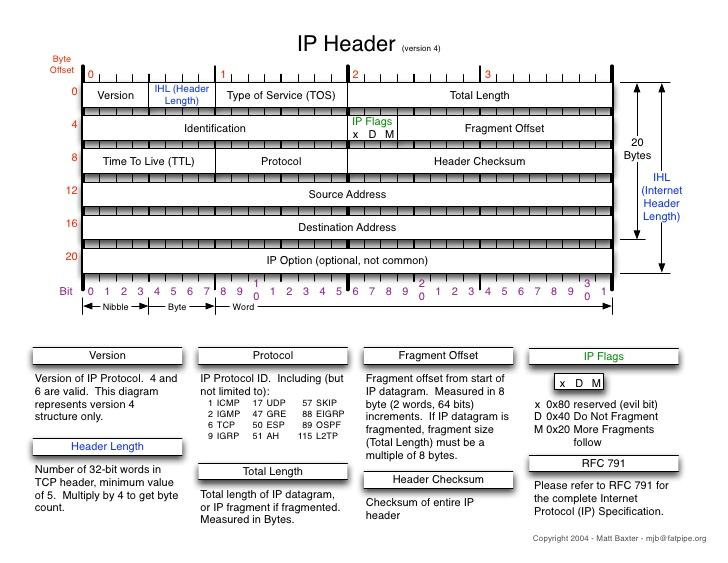 IP Header (version 4)
Byte
Offset
0 1 2 3
0 Version IHL (Header Length) Type of Service (TOS) Total Length
4 Identification IP Flags x D M Fragment Offset
8 Time To Live (TTL) Protocol Header Checksum
12 Source Address
16 Destination Address
20 IP Option (optional, not common)
20
Bytes
IHL
(Internet
Header
Length)
Bit 0 1 2 3 4 5 6 7 8 9 10 1 2 3 4 5 6 7 8 9 20 1 2 3 4 5 6 7 8 9 30 1
Nibble Byte Word
Version
Version of IP Protocol. 4 and
6 are valid. This diagram
represents version 4
structure only.
Header Length
Number of 32-bit words in
TCP header, minimum value
of 5. Multiply by 4 to get byte
count.
Protocol
IP Protocol ID. Including (but
not limited to):
1 ICMP 17 UDP 57 SKIP
2 IGMP 47 GRE 88 EIGRP
6 TCP 50 ESP 89 OSPF
9 IGRP 51 AH 115 L2TP
Total Length
Total length of IP datagram,
or IP fragment if fragmented.
Measured in Bytes.
Fragment Offset
Fragment offset from start of
IP datagram. Measured in 8
byte (2 words, 64 bits)
increments. If IP datagram is
fragmented, fragment size
(Total Length) must be a
multiple of 8 bytes.
Header Checksum
Checksum of entire IP
header
IP Flags
x D M
x 0x80 reserved (evil bit)
D 0x40 Do Not Fragment
M 0x20 More Fragments
follow
RFC 791
Please refer to RFC 791 for
the complete Internet
Protocol (IP) Specification.
Copyright 2004 - Matt Baxter - mjb@fatpipe.org